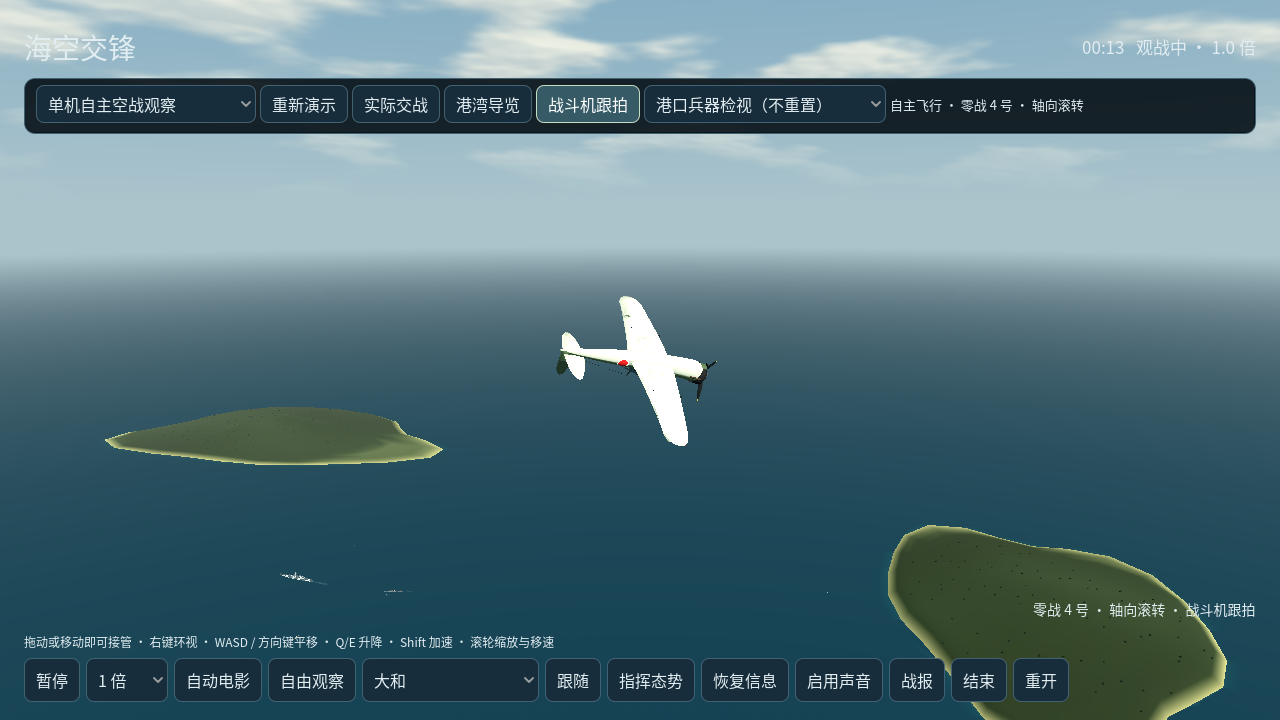 海空交锋
00:13 观战中 · 1.0 倍
单机自主空战观察 重新演示 实际交战 港湾导览 战斗机跟拍 港口兵器检视（不重置） 自主飞行 · 零战 4 号 · 轴向滚转
零战 4 号 · 轴向滚转 · 战斗机跟拍
拖动或移动即可接管 · 右键环视 · WASD / 方向键平移 · Q/E 升降 · Shift 加速 · 滚轮缩放与移速
暂停 1 倍 自动电影 自由观察 大和 跟随 指挥态势 恢复信息 启用声音 战报 结束 重开